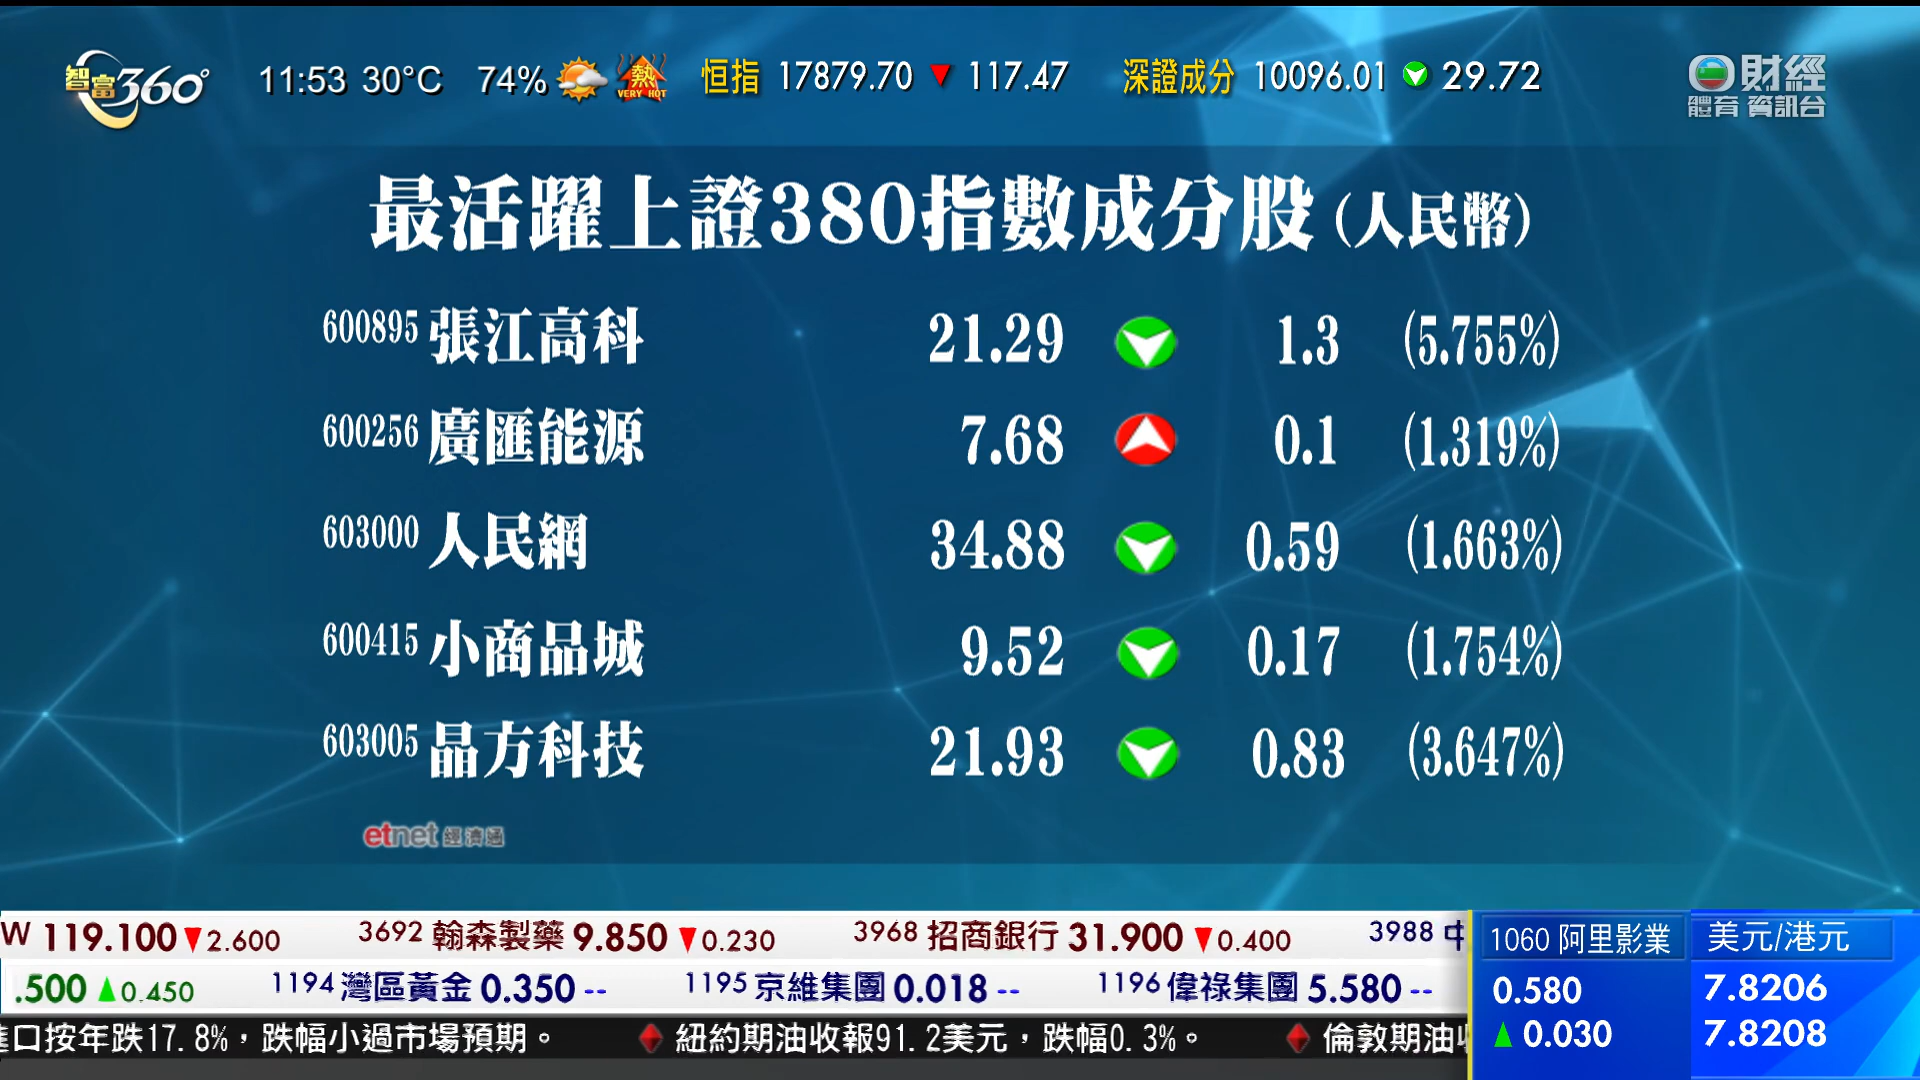 智富360°
11:53 30°C 74% 熱 VERY HOT 恒指 17879.70 ▼ 117.47 深證成分 10096.01 29.72
財經
體育 資訊台
最活躍上證380指數成分股 (人民幣)
600895 張江高科 21.29 1.3 (5.755%)
600256 廣匯能源 7.68 0.1 (1.319%)
603000 人民網 34.88 0.59 (1.663%)
600415 小商品城 9.52 0.17 (1.754%)
603005 晶方科技 21.93 0.83 (3.647%)
etnet 經濟通
W 119.100 ▼2.600 3692 翰森製藥 9.850 ▼0.230 3968 招商銀行 31.900 ▼0.400 3988
.500 ▲0.450 1194 灣區黃金 0.350 -- 1195 京維集團 0.018 -- 1196 偉祿集團 5.580 --
口按年跌17.8%，跌幅小過市場預期。 紐約期油收報91.2美元，跌幅0.3%。 倫敦期油
1060 阿里影業
0.580
▲ 0.030
美元/港元
7.8206
7.8208